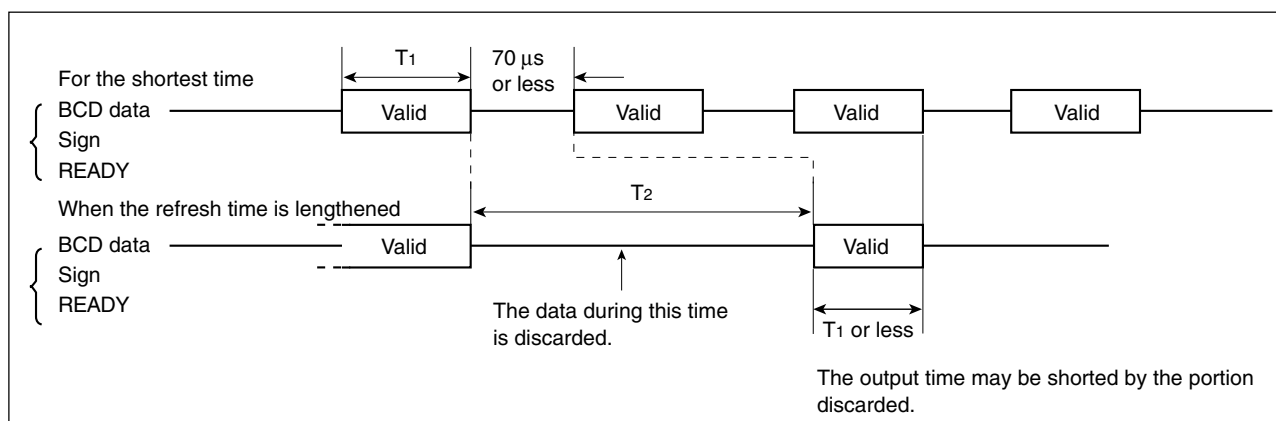 T1
70 μs
or less
For the shortest time
BCD data
Valid
Valid
Valid
Valid
Sign
READY
When the refresh time is lengthened
T2
BCD data
Valid
Valid
Sign
READY
The data during this time
is discarded.
T1 or less
The output time may be shorted by the portion
discarded.